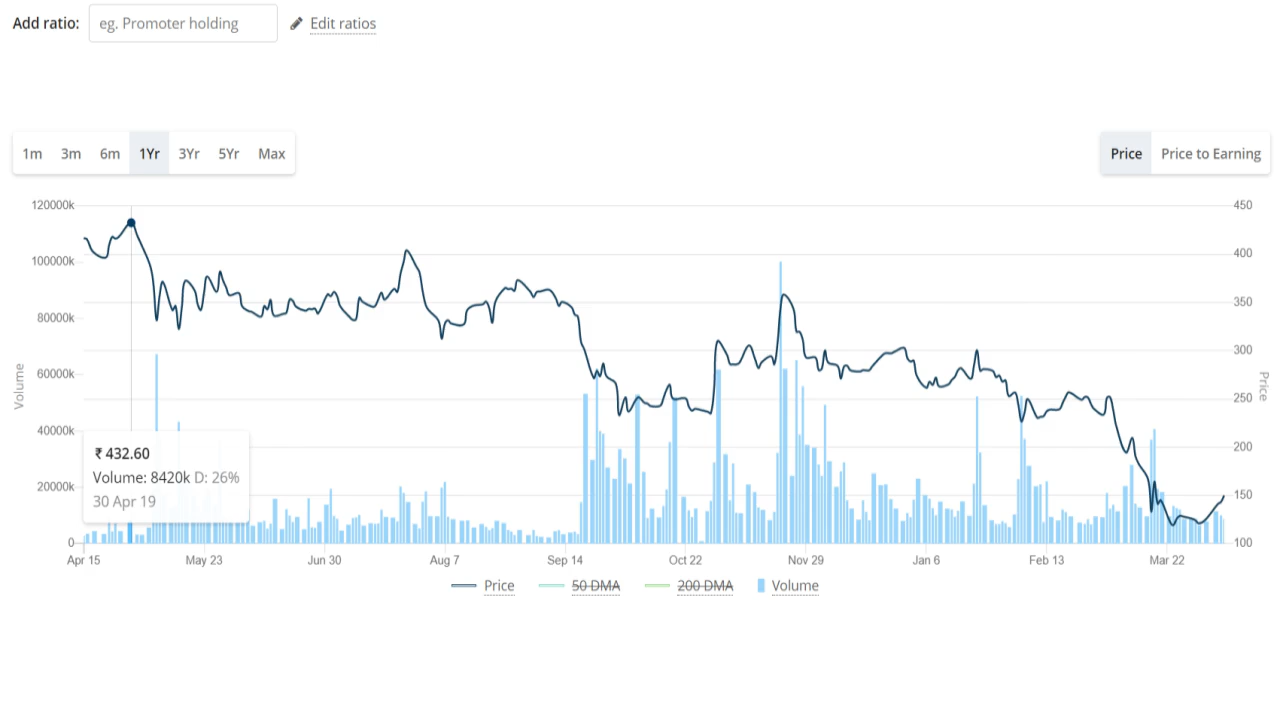 Add ratio: eg. Promoter holding Edit ratios
1m 3m 6m 1Yr 3Yr 5Yr Max Price Price to Earning
120000k 450
100000k 400
80000k 350
60000k 300
40000k 250
20000k 200
0 150
100
Volume
Price
₹ 432.60
Volume: 8420k D: 26%
30 Apr 19
Apr 15 May 23 Jun 30 Aug 7 Sep 14 Oct 22 Nov 29 Jan 6 Feb 13 Mar 22
Price 50 DMA 200 DMA Volume